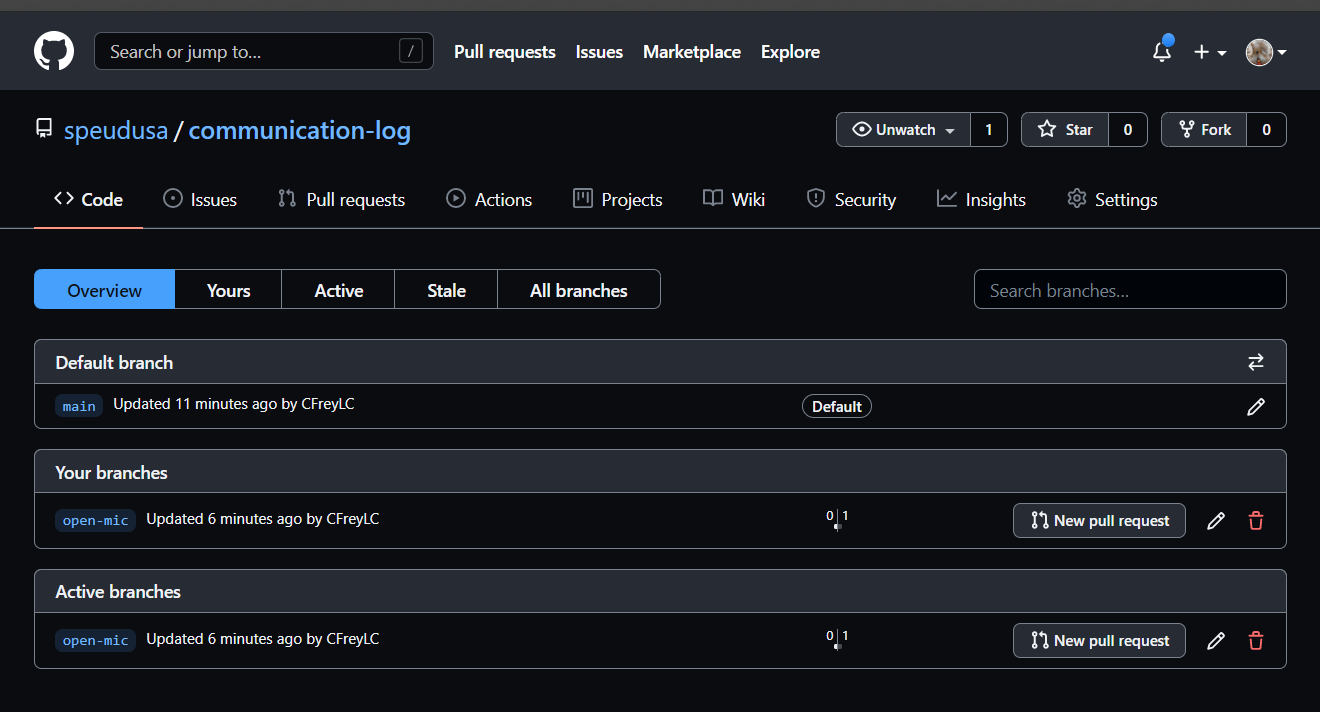 Search or jump to... / Pull requests Issues Marketplace Explore
speudusa / communication-log Unwatch 1 Star 0 Fork 0
Code Issues Pull requests Actions Projects Wiki Security Insights Settings
Overview Yours Active Stale All branches Search branches...
Default branch
main Updated 11 minutes ago by CFreyLC Default
Your branches
open-mic Updated 6 minutes ago by CFreyLC 0 1 New pull request
Active branches
open-mic Updated 6 minutes ago by CFreyLC 0 1 New pull request